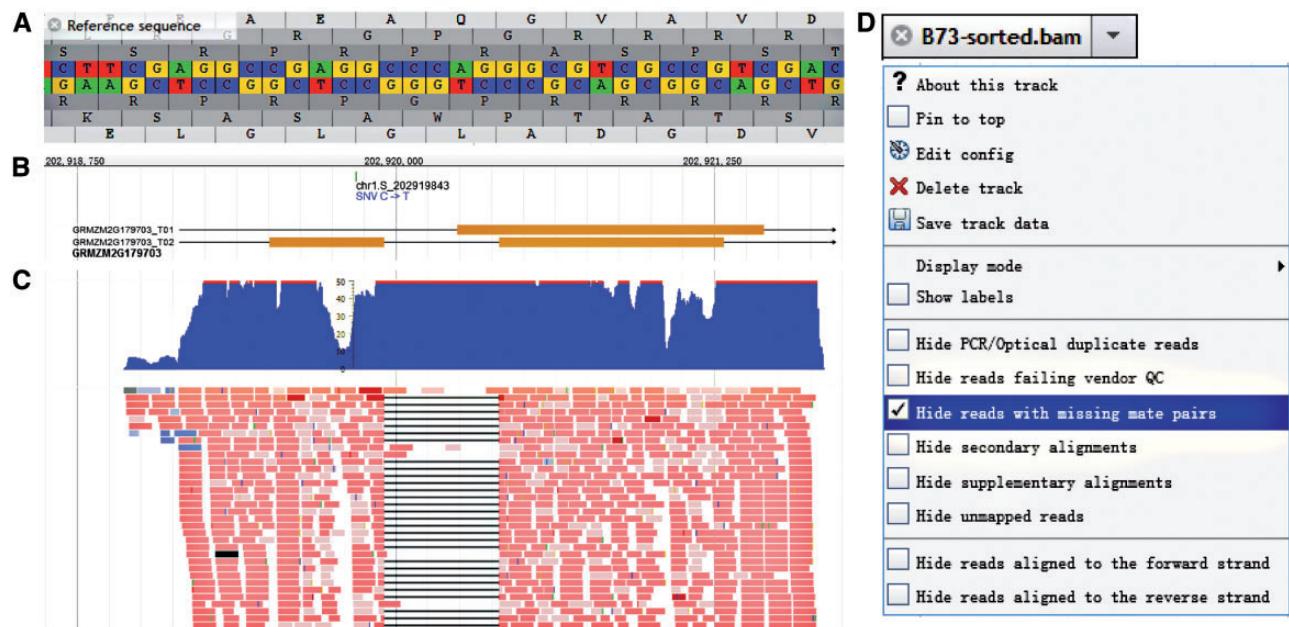 A
Reference sequence
A E A Q G V A V D
G R G P G R R R R
S S R P R P R A S P S T
C T T C G A G G C C G A G G C C C A G G G C G T C G C C G T C G A C
G A A G C T C C G G C T C C G G G T C C C G C A G C G G C A G C T G
R R P R P G P R R R R
K S A S A W P T A T S
E L G L G L A D G D V
B
202,918,750 202,920,000 202,921,250
chr1.S_202919843
SNV C -> T
GRMZM2G179703_T01
GRMZM2G179703_T02
GRMZM2G179703
C
50
40
30
20
10
0
D
B73-sorted.bam
? About this track
Pin to top
Edit config
Delete track
Save track data
Display mode
Show labels
Hide PCR/Optical duplicate reads
Hide reads failing vendor QC
Hide reads with missing mate pairs
Hide secondary alignments
Hide supplementary alignments
Hide unmapped reads
Hide reads aligned to the forward strand
Hide reads aligned to the reverse strand